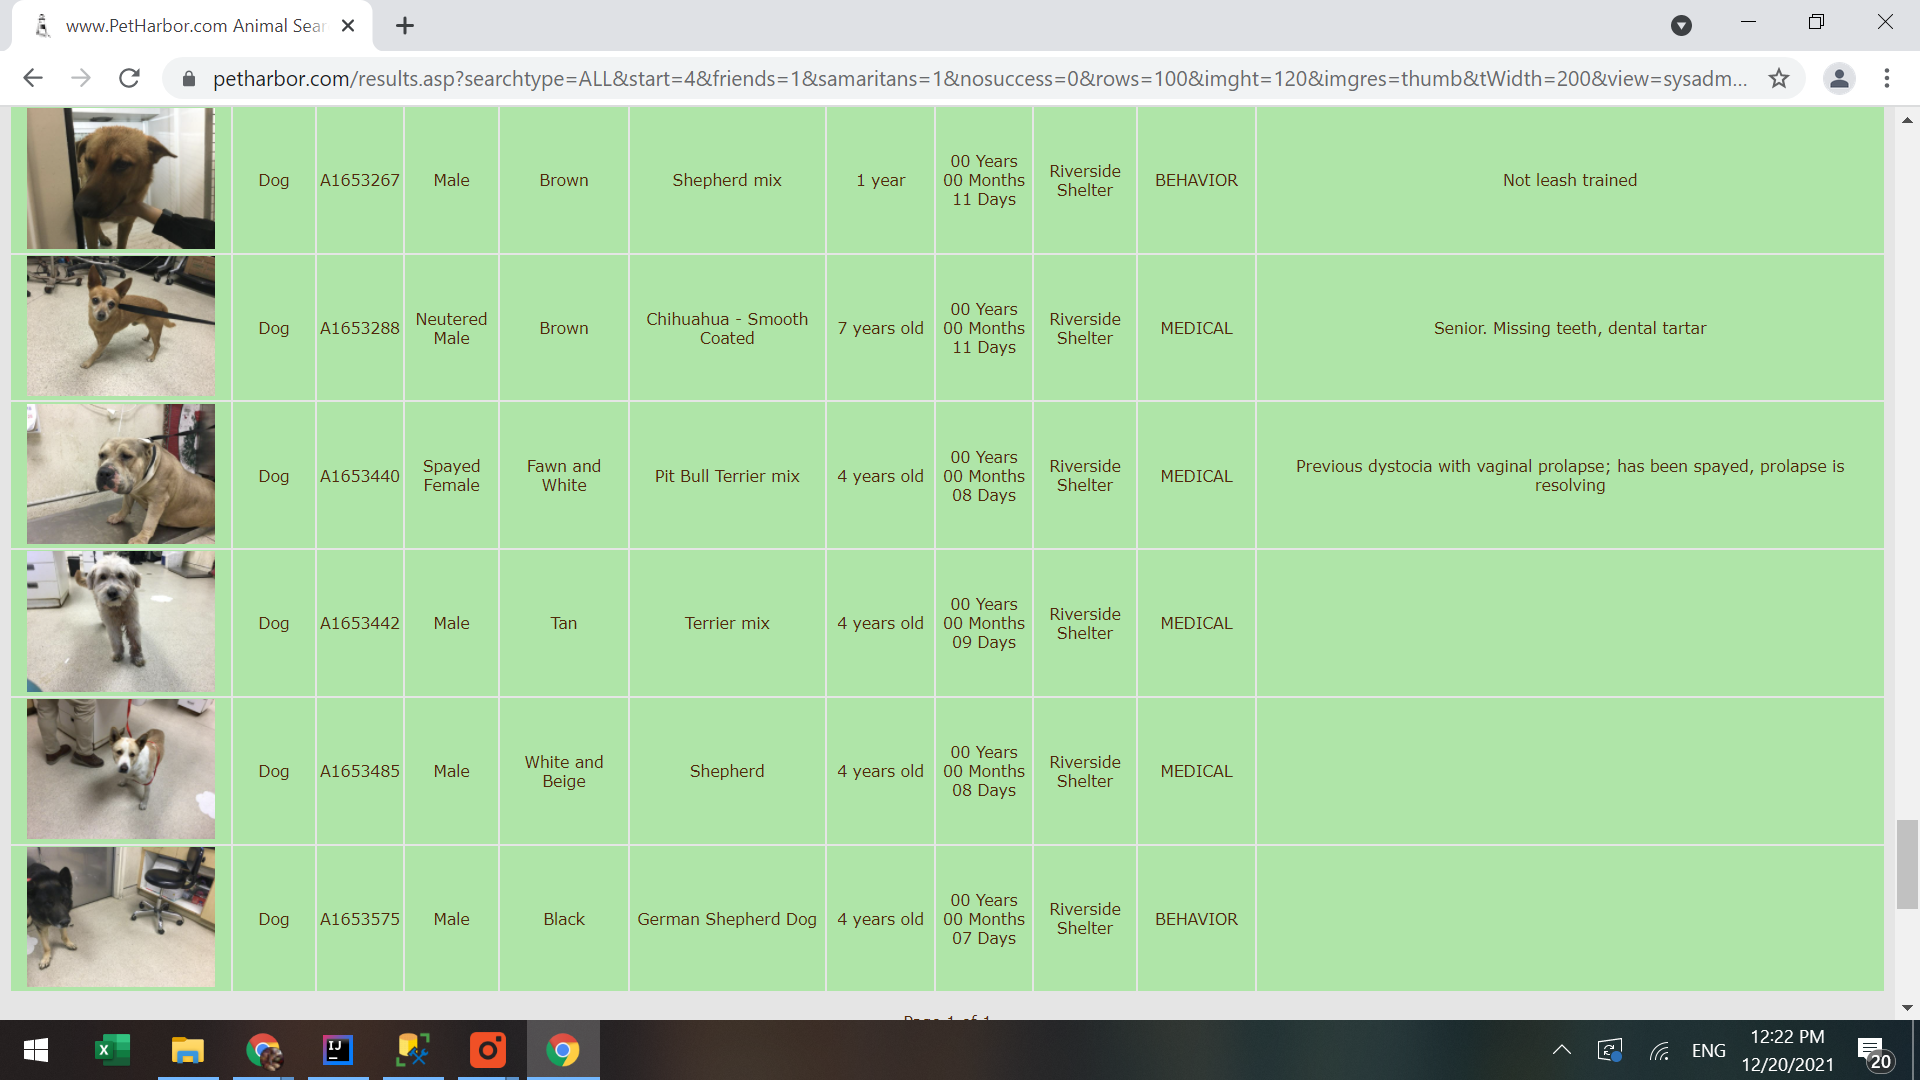 www.PetHarbor.com Animal Sear
petharbor.com/results.asp?searchtype=ALL&start=4&friends=1&samaritans=1&nosuccess=0&rows=100&imght=120&imgres=thumb&tWidth=200&view=sysadm...
Dog A1653267 Male Brown Shepherd mix 1 year 00 Years 00 Months 11 Days Riverside Shelter BEHAVIOR Not leash trained
Dog A1653288 Neutered Male Brown Chihuahua - Smooth Coated 7 years old 00 Years 00 Months 11 Days Riverside Shelter MEDICAL Senior. Missing teeth, dental tartar
Dog A1653440 Spayed Female Fawn and White Pit Bull Terrier mix 4 years old 00 Years 00 Months 08 Days Riverside Shelter MEDICAL Previous dystocia with vaginal prolapse; has been spayed, prolapse is resolving
Dog A1653442 Male Tan Terrier mix 4 years old 00 Years 00 Months 09 Days Riverside Shelter MEDICAL
Dog A1653485 Male White and Beige Shepherd 4 years old 00 Years 00 Months 08 Days Riverside Shelter MEDICAL
Dog A1653575 Male Black German Shepherd Dog 4 years old 00 Years 00 Months 07 Days Riverside Shelter BEHAVIOR
Page 1 of 1
ENG
12:22 PM
12/20/2021
20